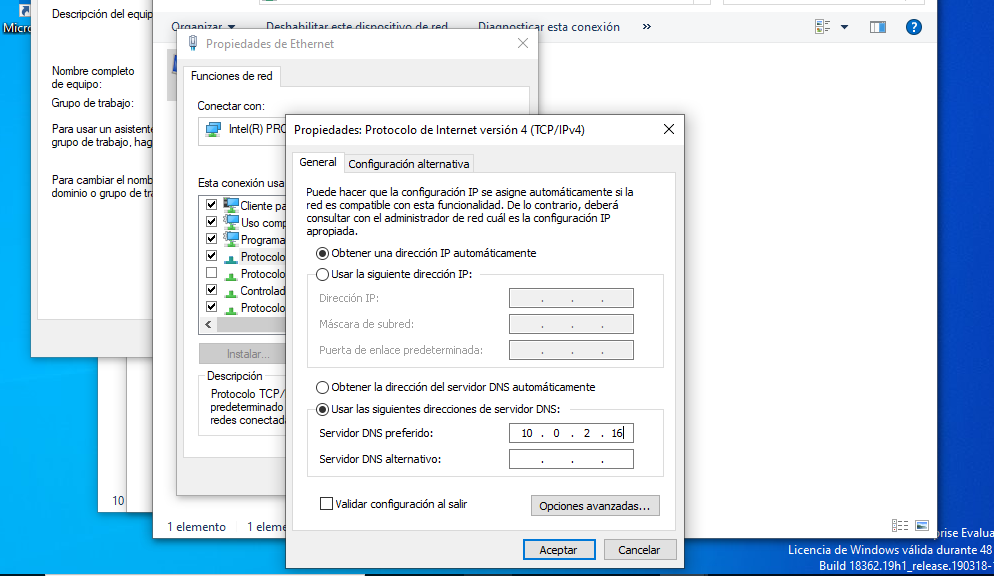 Micro
Descripción del equip
Nombre completo
de equipo:
Grupo de trabajo:
Para usar un asistente
grupo de trabajo, hag
Para cambiar el nomb
dominio o grupo de tra
10
Organizar
Deshabilitar este dispositivo de red
Diagnosticar esta conexión
»
?
Propiedades de Ethernet
Funciones de red
Conectar con:
Intel(R) PRO
Esta conexión usa
Cliente pa
Uso comp
Programa
Protocolo
Protocolo
Controlad
Protocolo
Instalar...
Descripción
Protocolo TCP/
predeterminado
redes conectada
Propiedades: Protocolo de Internet versión 4 (TCP/IPv4)
General
Configuración alternativa
Puede hacer que la configuración IP se asigne automáticamente si la
red es compatible con esta funcionalidad. De lo contrario, deberá
consultar con el administrador de red cuál es la configuración IP
apropiada.
Obtener una dirección IP automáticamente
Usar la siguiente dirección IP:
Dirección IP: . . .
Máscara de subred: . . .
Puerta de enlace predeterminada: . . .
Obtener la dirección del servidor DNS automáticamente
Usar las siguientes direcciones de servidor DNS:
Servidor DNS preferido: 10 . 0 . 2 . 16
Servidor DNS alternativo: . . .
Validar configuración al salir
Opciones avanzadas...
Aceptar
Cancelar
1 elemento
1 eleme
prise Evalua
Licencia de Windows válida durante 48
Build 18362.19h1_release.190318-1